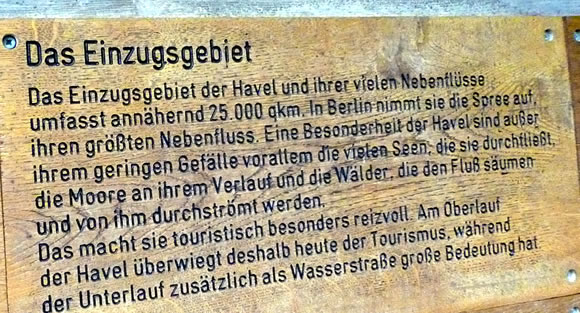 Das Einzugsgebiet
Das Einzugsgebiet der Havel und ihrer vielen Nebenflüsse
umfasst annähernd 25.000 qkm. In Berlin nimmt sie die Spree auf,
ihren größten Nebenfluss. Eine Besonderheit der Havel sind außer
ihrem geringen Gefälle vorallem die vielen Seen, die sie durchfließt,
die Moore an ihrem Verlauf und die Wälder, die den Fluß säumen
und von ihm durchströmt werden.
Das macht sie touristisch besonders reizvoll. Am Oberlauf
der Havel überwiegt deshalb heute der Tourismus, während
der Unterlauf zusätzlich als Wasserstraße große Bedeutung hat